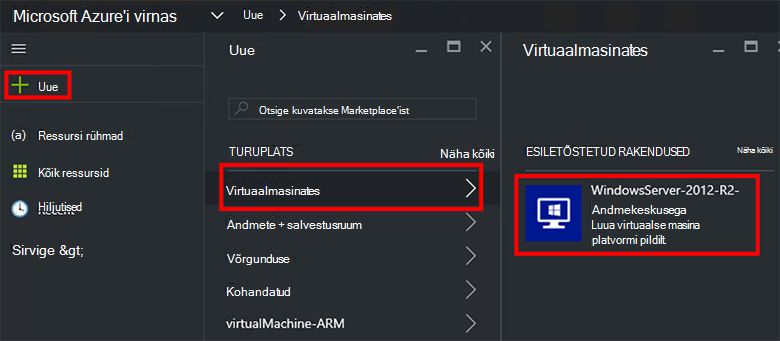 Microsoft Azure'i virnas
Uue
Virtuaalmasinates
Uue
Ressursi rühmad
Kõik ressursid
Hiljutised
Sirvige &gt;
Uue
Otsige kuvatakse Marketplace'ist
TURUPLATS
Näha kõiki
Virtuaalmasinates
Andmete + salvestusruum
Võrgunduse
Kohandatud
virtualMachine-ARM
Virtuaalmasinates
ESILETÕSTETUD RAKENDUSED
Näha kõiki
WindowsServer-2012-R2-
Andmekeskusega
Luua virtuaalse masina
platvormi pildilt.